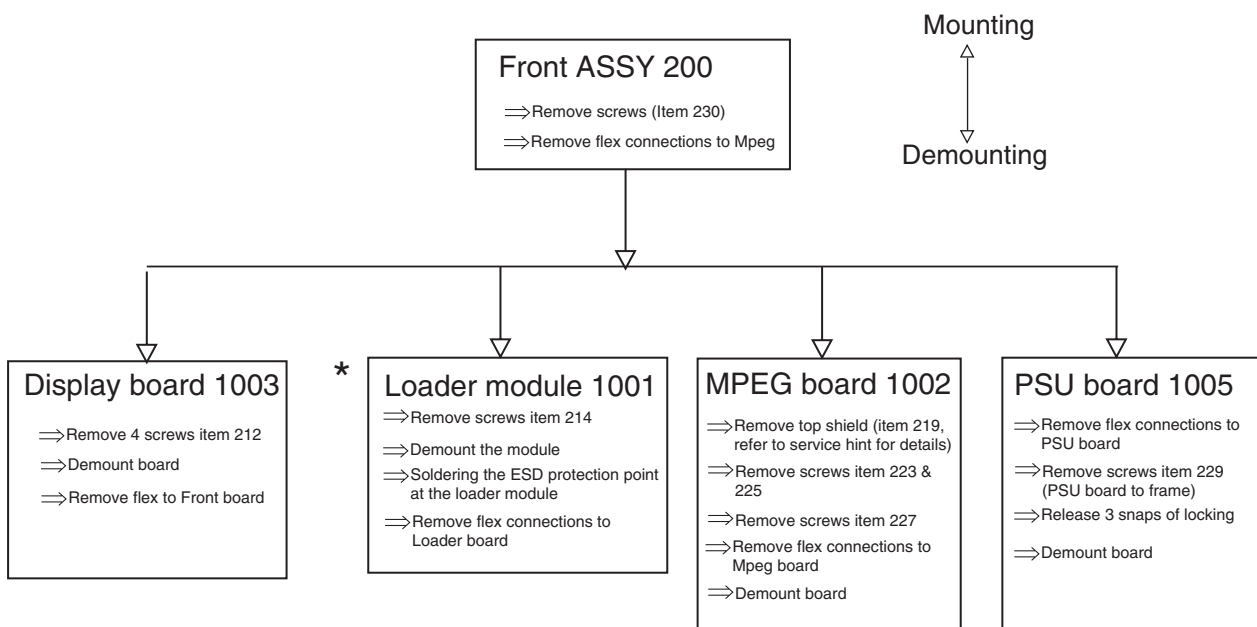 Mounting
Demounting
Front ASSY 200
⇒Remove screws (Item 230)
⇒Remove flex connections to Mpeg
Display board 1003
⇒Remove 4 screws item 212
⇒Demount board
⇒Remove flex to Front board
*
Loader module 1001
⇒Remove screws item 214
⇒Demount the module
⇒Soldering the ESD protection point
at the loader module
⇒Remove flex connections to
Loader board
MPEG board 1002
⇒Remove top shield (item 219,
refer to service hint for details)
⇒Remove screws item 223 &
225
⇒Remove screws item 227
⇒Remove flex connections to
Mpeg board
⇒Demount board
PSU board 1005
⇒Remove flex connections to
PSU board
⇒Remove screws item 229
(PSU board to frame)
⇒Release 3 snaps of locking
⇒Demount board